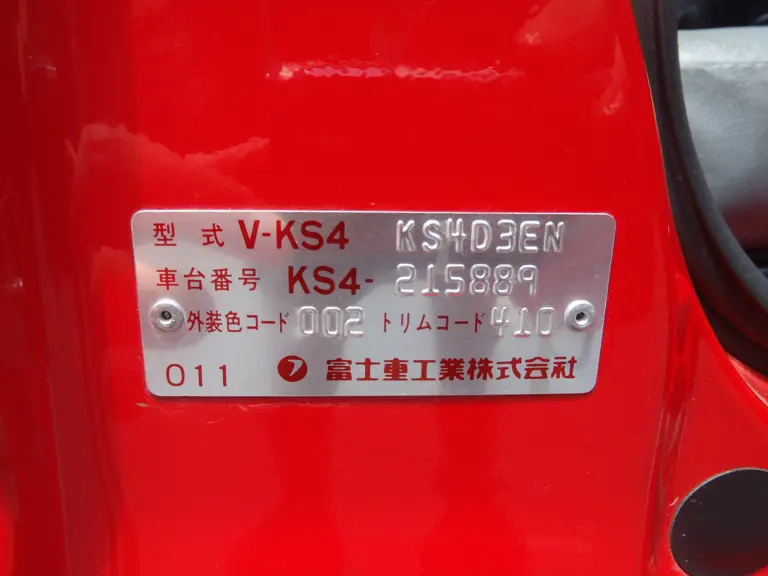 型式 V-KS4 KS4D3EN
車台番号 KS4-215889
外装色コード 002 トリムコード 410
011 フ 富士重工業株式会社